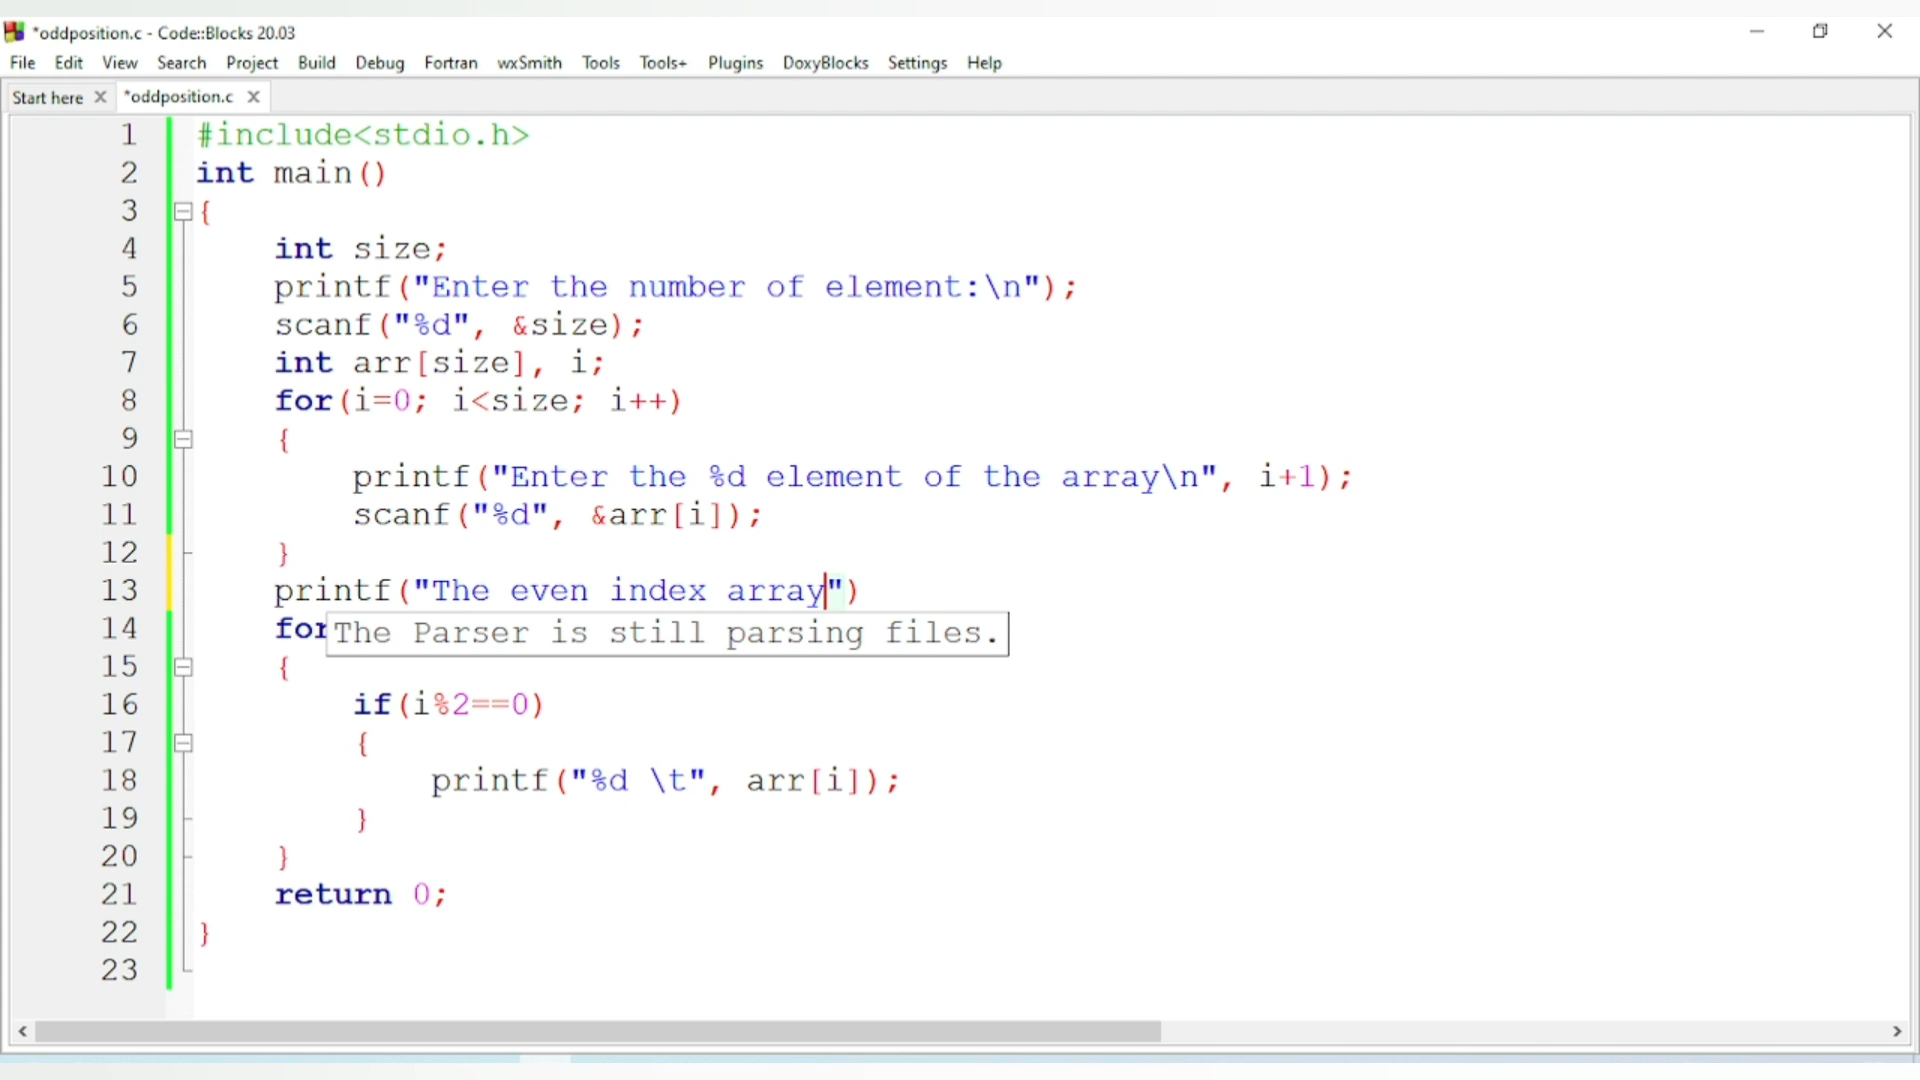 *oddposition.c - Code::Blocks 20.03
File Edit View Search Project Build Debug Fortran wxSmith Tools Tools+ Plugins DoxyBlocks Settings Help
Start here *oddposition.c
1 #include<stdio.h>
2 int main()
3 {
4 int size;
5 printf("Enter the number of element:\n");
6 scanf("%d", &size);
7 int arr[size], i;
8 for(i=0; i<size; i++)
9 {
10 printf("Enter the %d element of the array\n", i+1);
11 scanf("%d", &arr[i]);
12 }
13 printf("The even index array")
14 for
The Parser is still parsing files.
15 {
16 if(i%2==0)
17 {
18 printf("%d \t", arr[i]);
19 }
20 }
21 return 0;
22 }
23